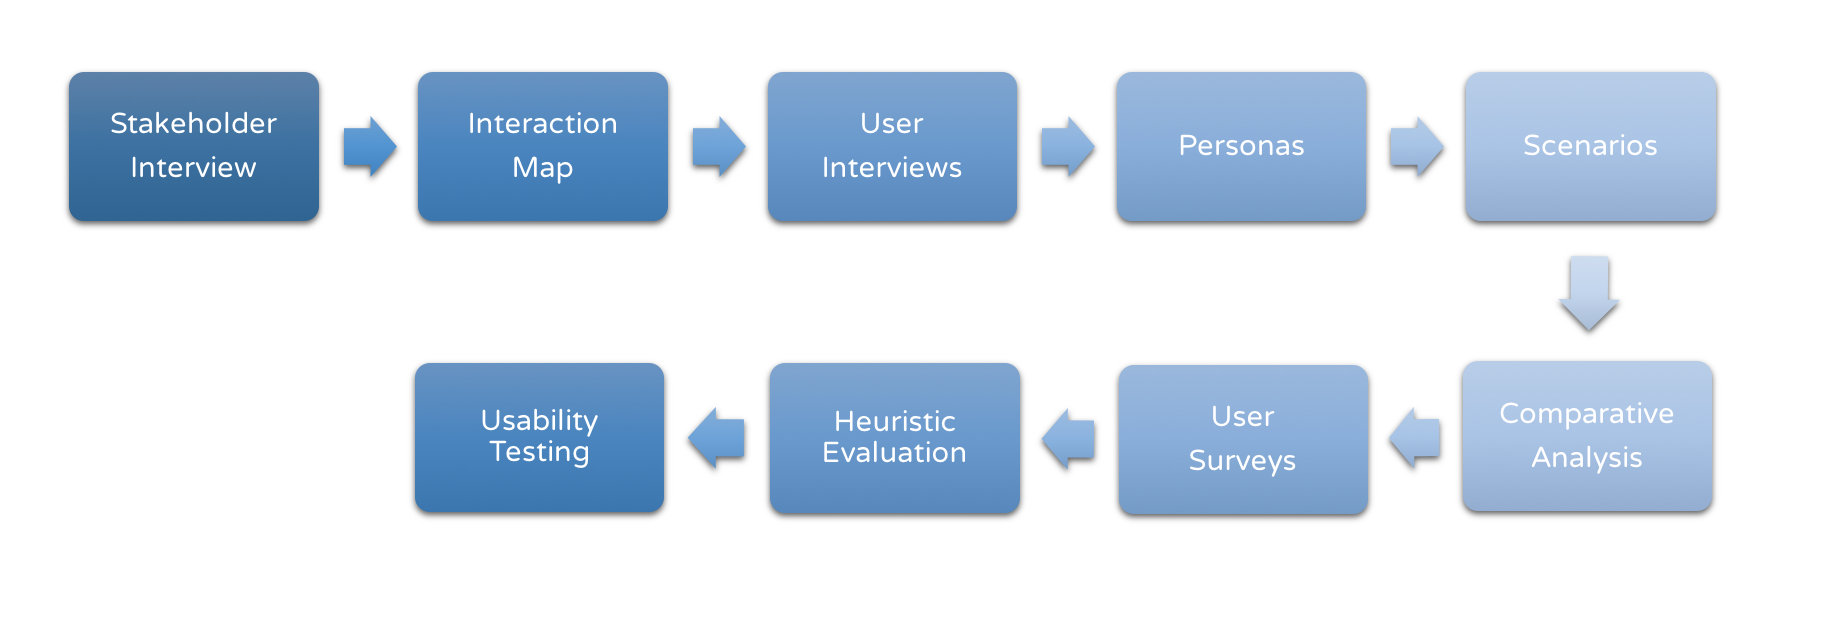 Stakeholder
Interview
Interaction
Map
User
Interviews
Personas
Scenarios
Comparative
Analysis
User
Surveys
Heuristic
Evaluation
Usability
Testing